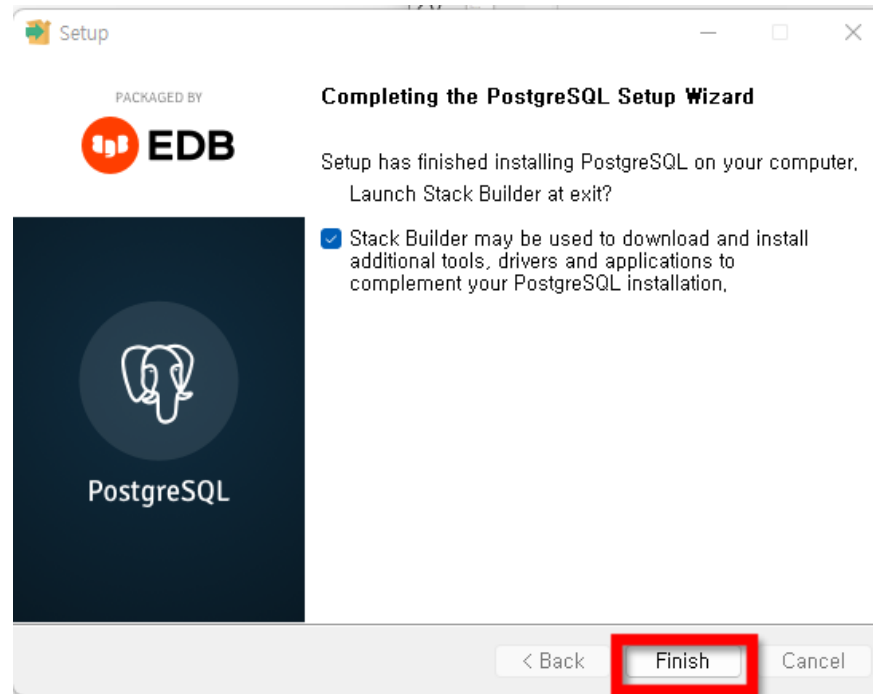 Setup
PACKAGED BY
EDB
PostgreSQL
Completing the PostgreSQL Setup ₩izard
Setup has finished installing PostgreSQL on your computer,
Launch Stack Builder at exit?
Stack Builder may be used to download and install
additional tools, drivers and applications to
complement your PostgreSQL installation,
< Back
Finish
Cancel